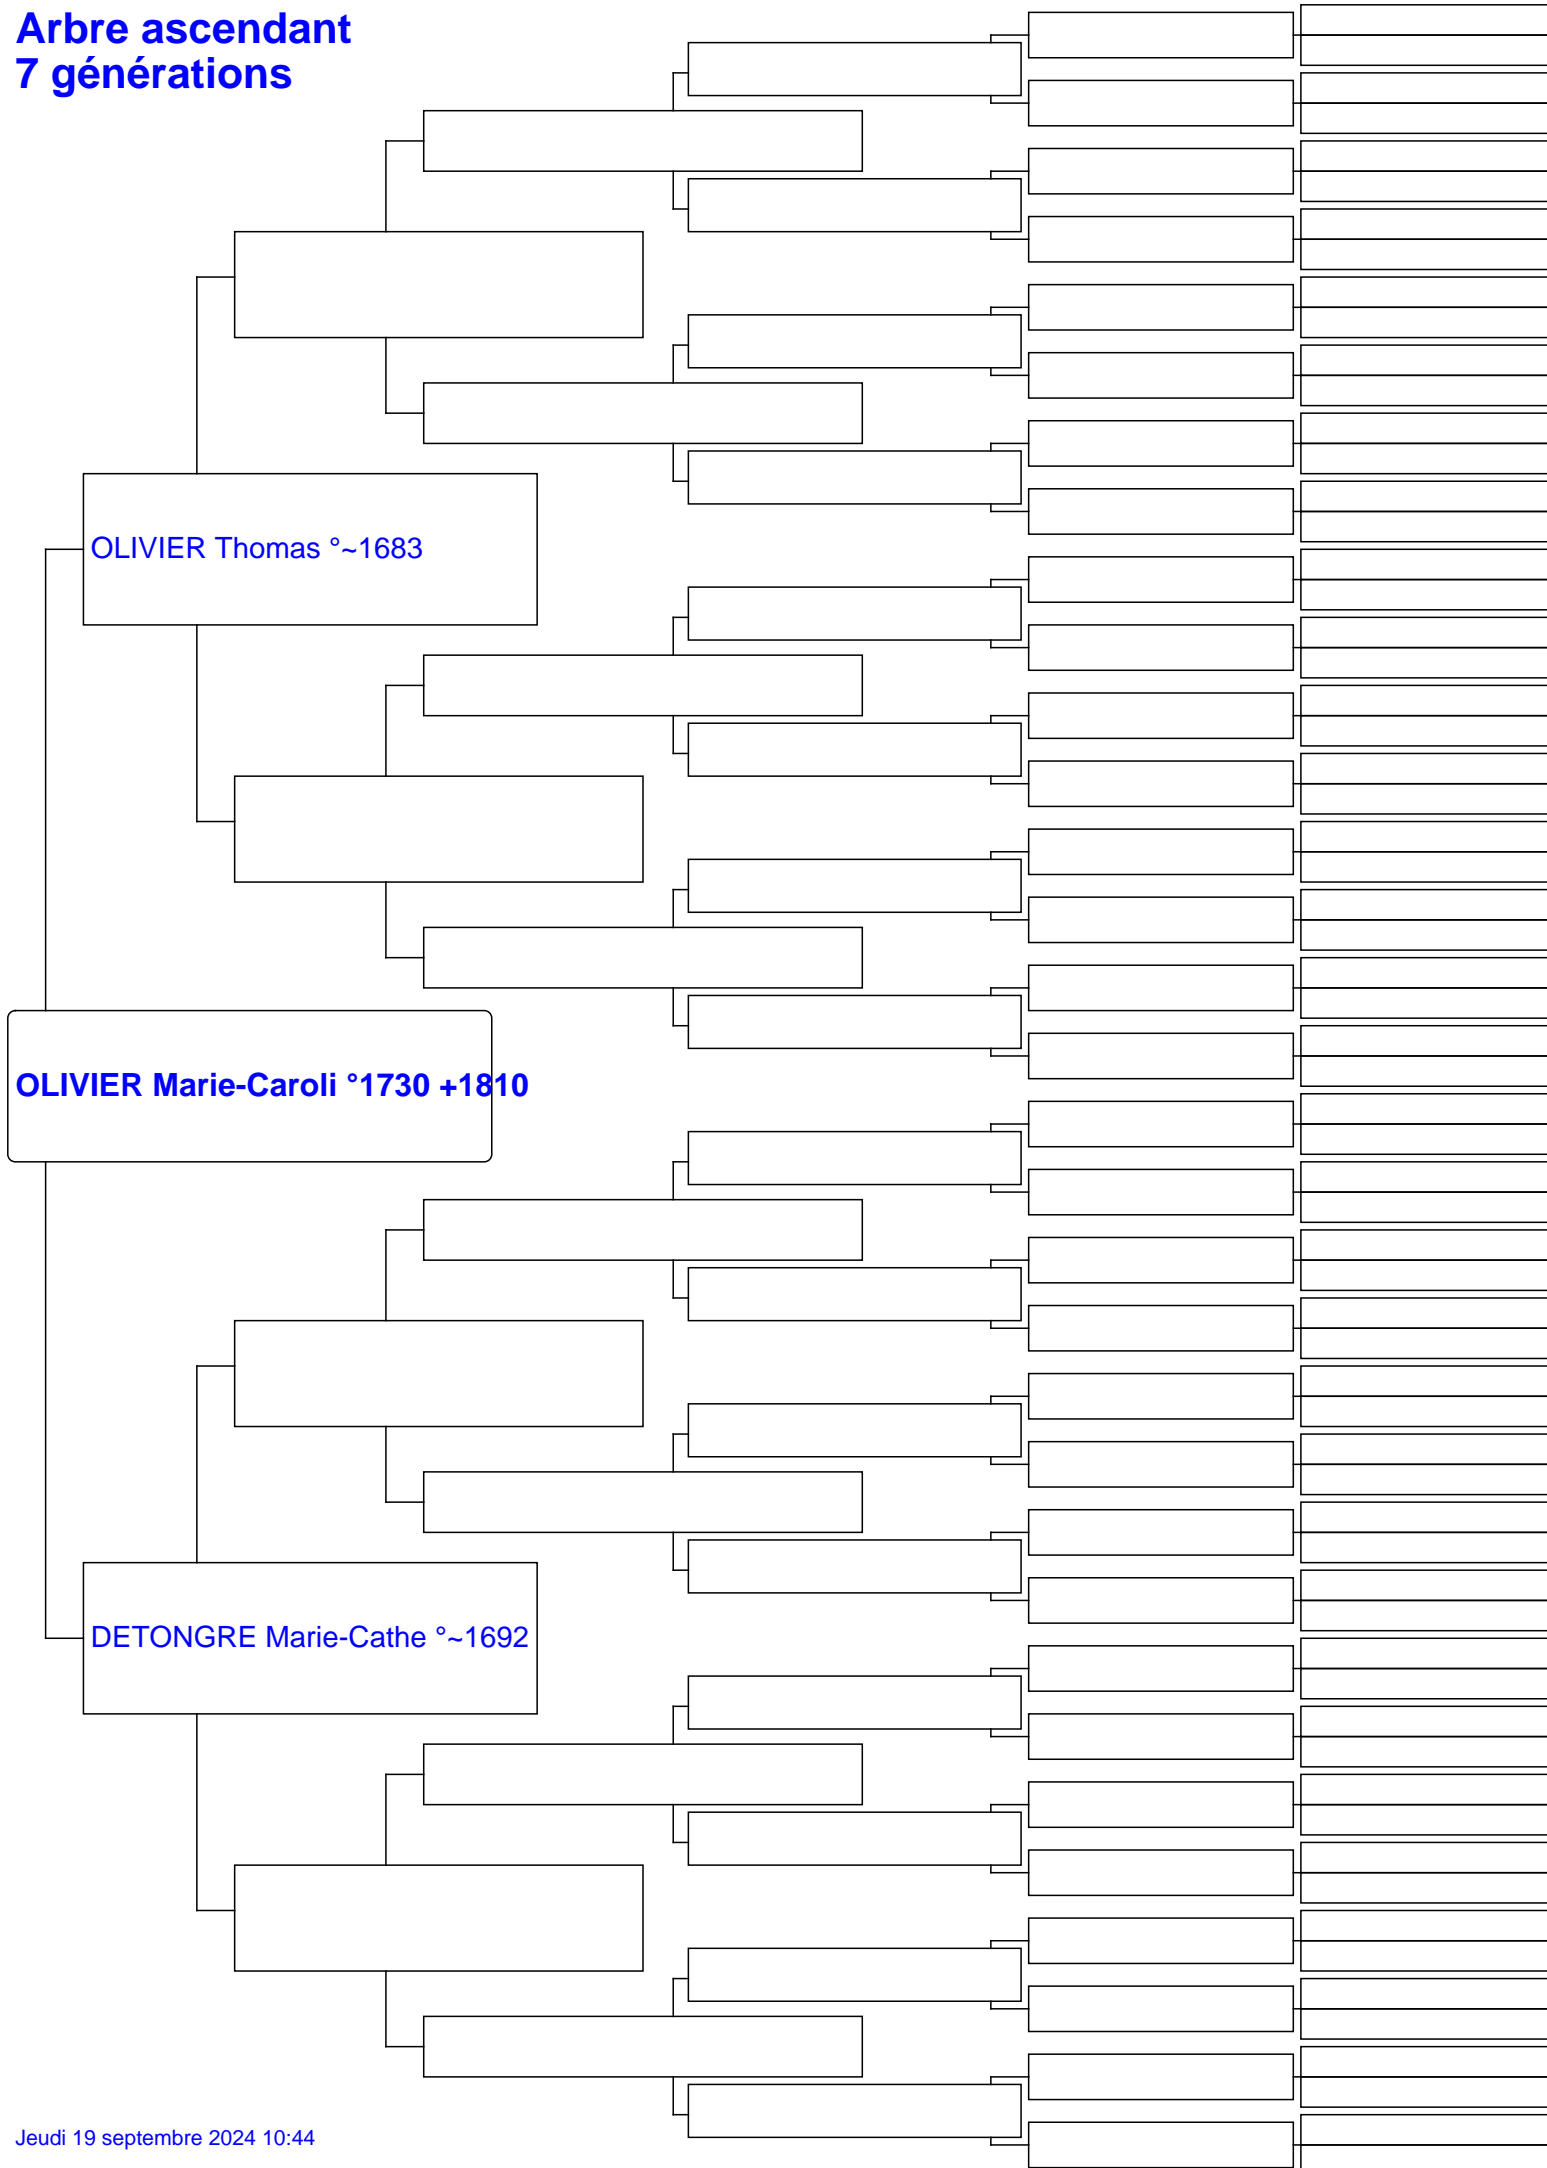 Arbre ascendant
7 générations
OLIVIER Thomas °~1683
OLIVIER Marie-Caroli °1730 +1810
DETONGRE Marie-Cathe °~1692
Jeudi 19 septembre 2024 10:44